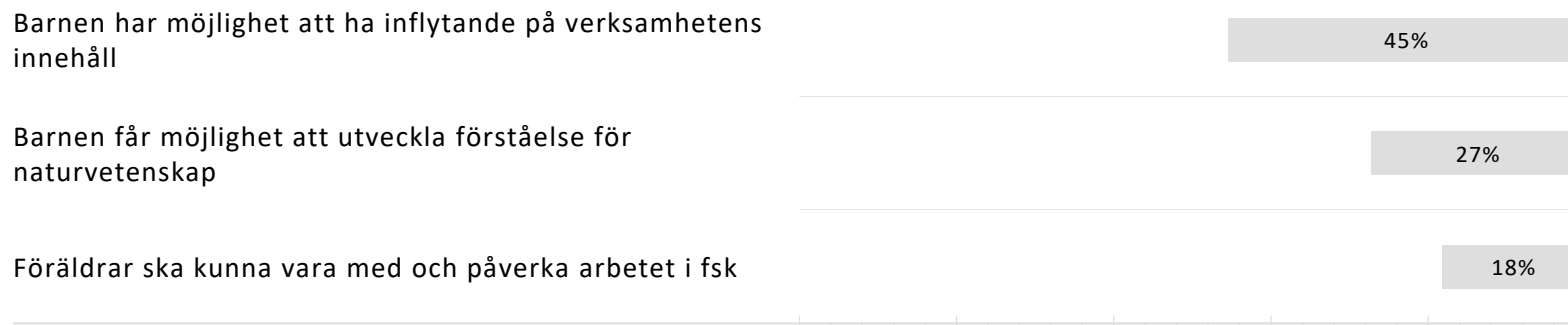 Barnen har möjlighet att ha inflytande på verksamhetens
innehåll
45%
Barnen får möjlighet att utveckla förståelse för
naturvetenskap
27%
Föräldrar ska kunna vara med och påverka arbetet i fsk
18%